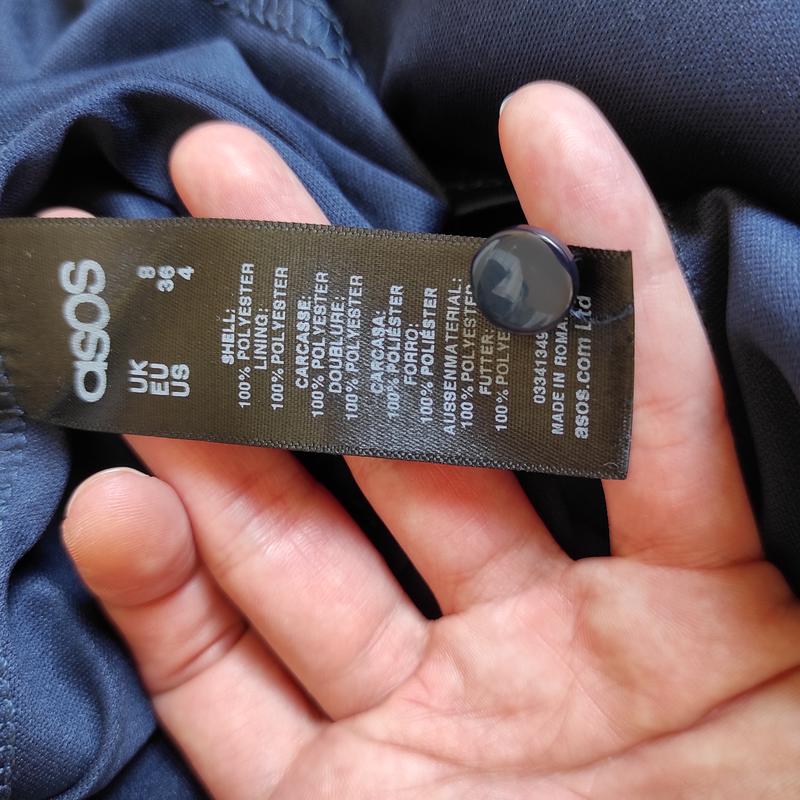 asos
UK 8
EU 36
US 4
SHELL:
100% POLYESTER
LINING:
100% POLYESTER
CARCASSE:
100% POLYESTER
DOUBLURE:
100% POLYESTER
CARCASA:
100% POLIÉSTER
FORRO:
100% POLIÉSTER
AUSSENMATERIAL:
100% POLYESTER
FUTTER:
100% POLYE
03341349
MADE IN ROMA
asos.com Ltd